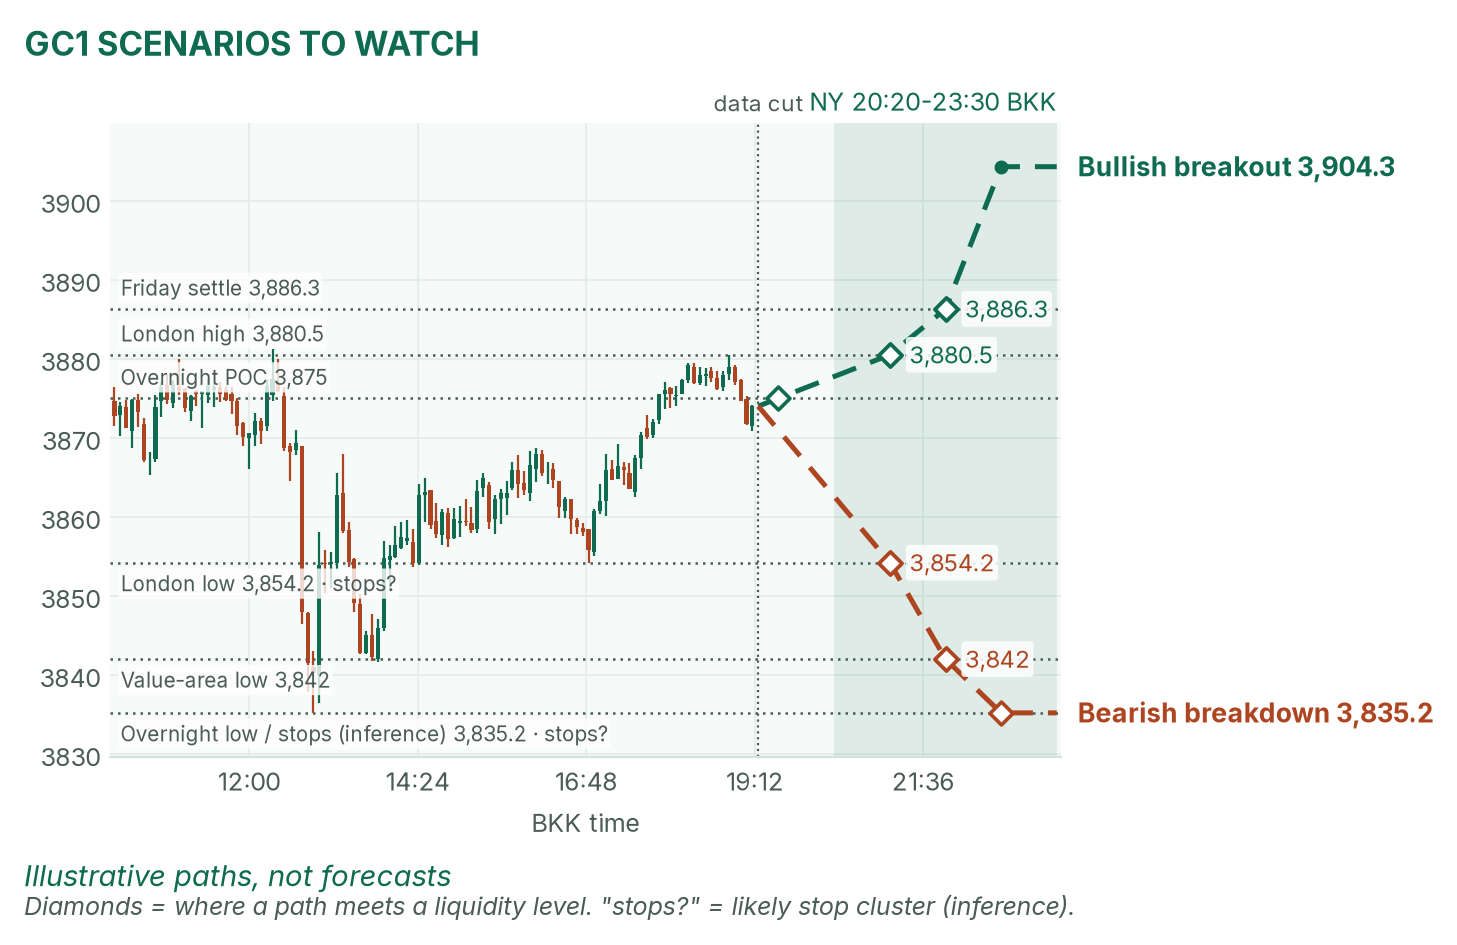 GC1 SCENARIOS TO WATCH
data cut NY 20:20-23:30 BKK
Bullish breakout 3,904.3
3900
3890
Friday settle 3,886.3
3,886.3
London high 3,880.5
3,880.5
3880
Overnight POC 3,875
3870
3860
3,854.2
London low 3,854.2 · stops?
3850
3,842
3840
Value-area low 3,842
Bearish breakdown 3,835.2
Overnight low / stops (inference) 3,835.2 · stops?
3830
12:00 14:24 16:48 19:12 21:36
BKK time
Illustrative paths, not forecasts
Diamonds = where a path meets a liquidity level. "stops?" = likely stop cluster (inference).